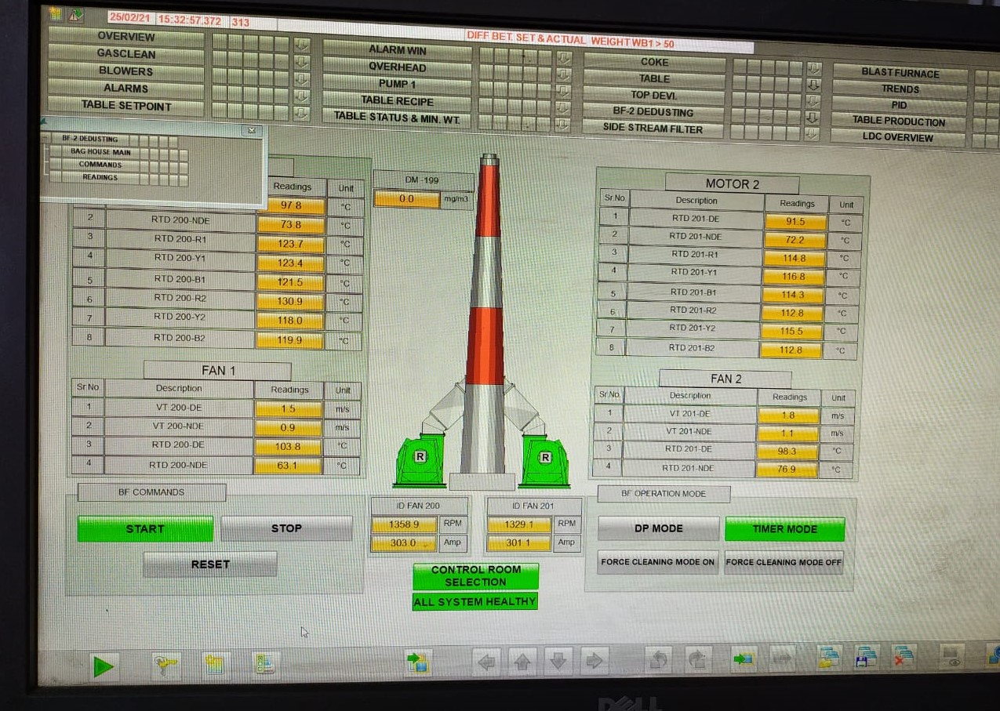 25/02/21 15:32:57.372 313
DIFF BET. SET & ACTUAL WEIGHT WB1 > 50
OVERVIEW ALARM WIN COKE BLAST FURNACE
GASCLEAN OVERHEAD TABLE TRENDS
BLOWERS PUMP 1 TOP DEVI. PID
ALARMS TABLE RECIPE BF-2 DEDUSTING TABLE PRODUCTION
TABLE SETPOINT TABLE STATUS & MIN. WT. SIDE STREAM FILTER LDC OVERVIEW
BF-2 DEDUSTING
BAG HOUSE MAIN
COMMANDS
READINGS
Readings Unit
97.8 °C
2 RTD 200-NDE 73.8 °C
3 RTD 200-R1 123.7 °C
4 RTD 200-Y1 123.4 °C
5 RTD 200-B1 121.5 °C
6 RTD 200-R2 130.9 °C
7 RTD 200-Y2 118.0 °C
8 RTD 200-B2 119.9 °C
DM -199
0.0 mg/m3
MOTOR 2
Sr.No Description Readings Unit
1 RTD 201-DE 91.5 °C
2 RTD 201-NDE 72.2 °C
3 RTD 201-R1 114.8 °C
4 RTD 201-Y1 116.8 °C
5 RTD 201-B1 114.3 °C
6 RTD 201-R2 112.8 °C
7 RTD 201-Y2 115.5 °C
8 RTD 201-B2 112.8 °C
FAN 1
Sr No Description Readings Unit
1 VT 200-DE 1.5 m/s
2 VT 200-NDE 0.9 m/s
3 RTD 200-DE 103.8 °C
4 RTD 200-NDE 63.1 °C
FAN 2
Sr.No. Description Readings Unit
1 VT 201-DE 1.8 m/s
2 VT 201-NDE 1.1 m/s
3 RTD 201-DE 98.3 °C
4 RTD 201-NDE 76.9 °C
R R
BF COMMANDS
START STOP
RESET
ID FAN 200
1358.9 RPM
303.0 Amp
ID FAN 201
1329.1 RPM
301.1 Amp
CONTROL ROOM
SELECTION
ALL SYSTEM HEALTHY
BF OPERATION MODE
DP MODE TIMER MODE
FORCE CLEANING MODE ON FORCE CLEANING MODE OFF
DELL